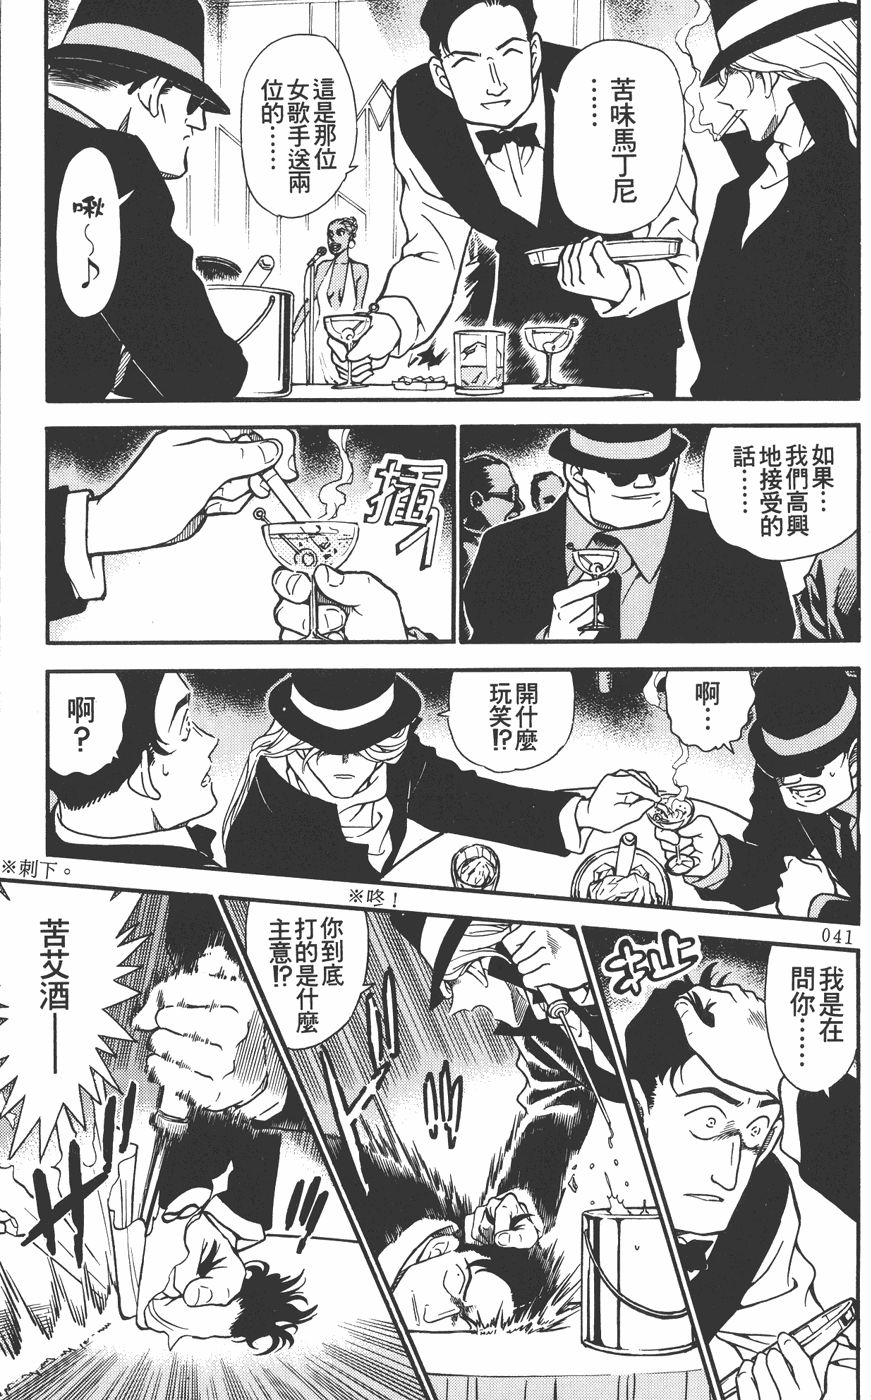 苦味馬丁尼
……
這是那位
女歌手送兩
位的……
啾～♪
如果…
我們高興
地接受的
話……
插
啊…
開什麼
玩笑!?
啊？
041
我是在
問你……
※咚！
你到底
打的是什麼
主意!?
※刺下。
苦艾酒——